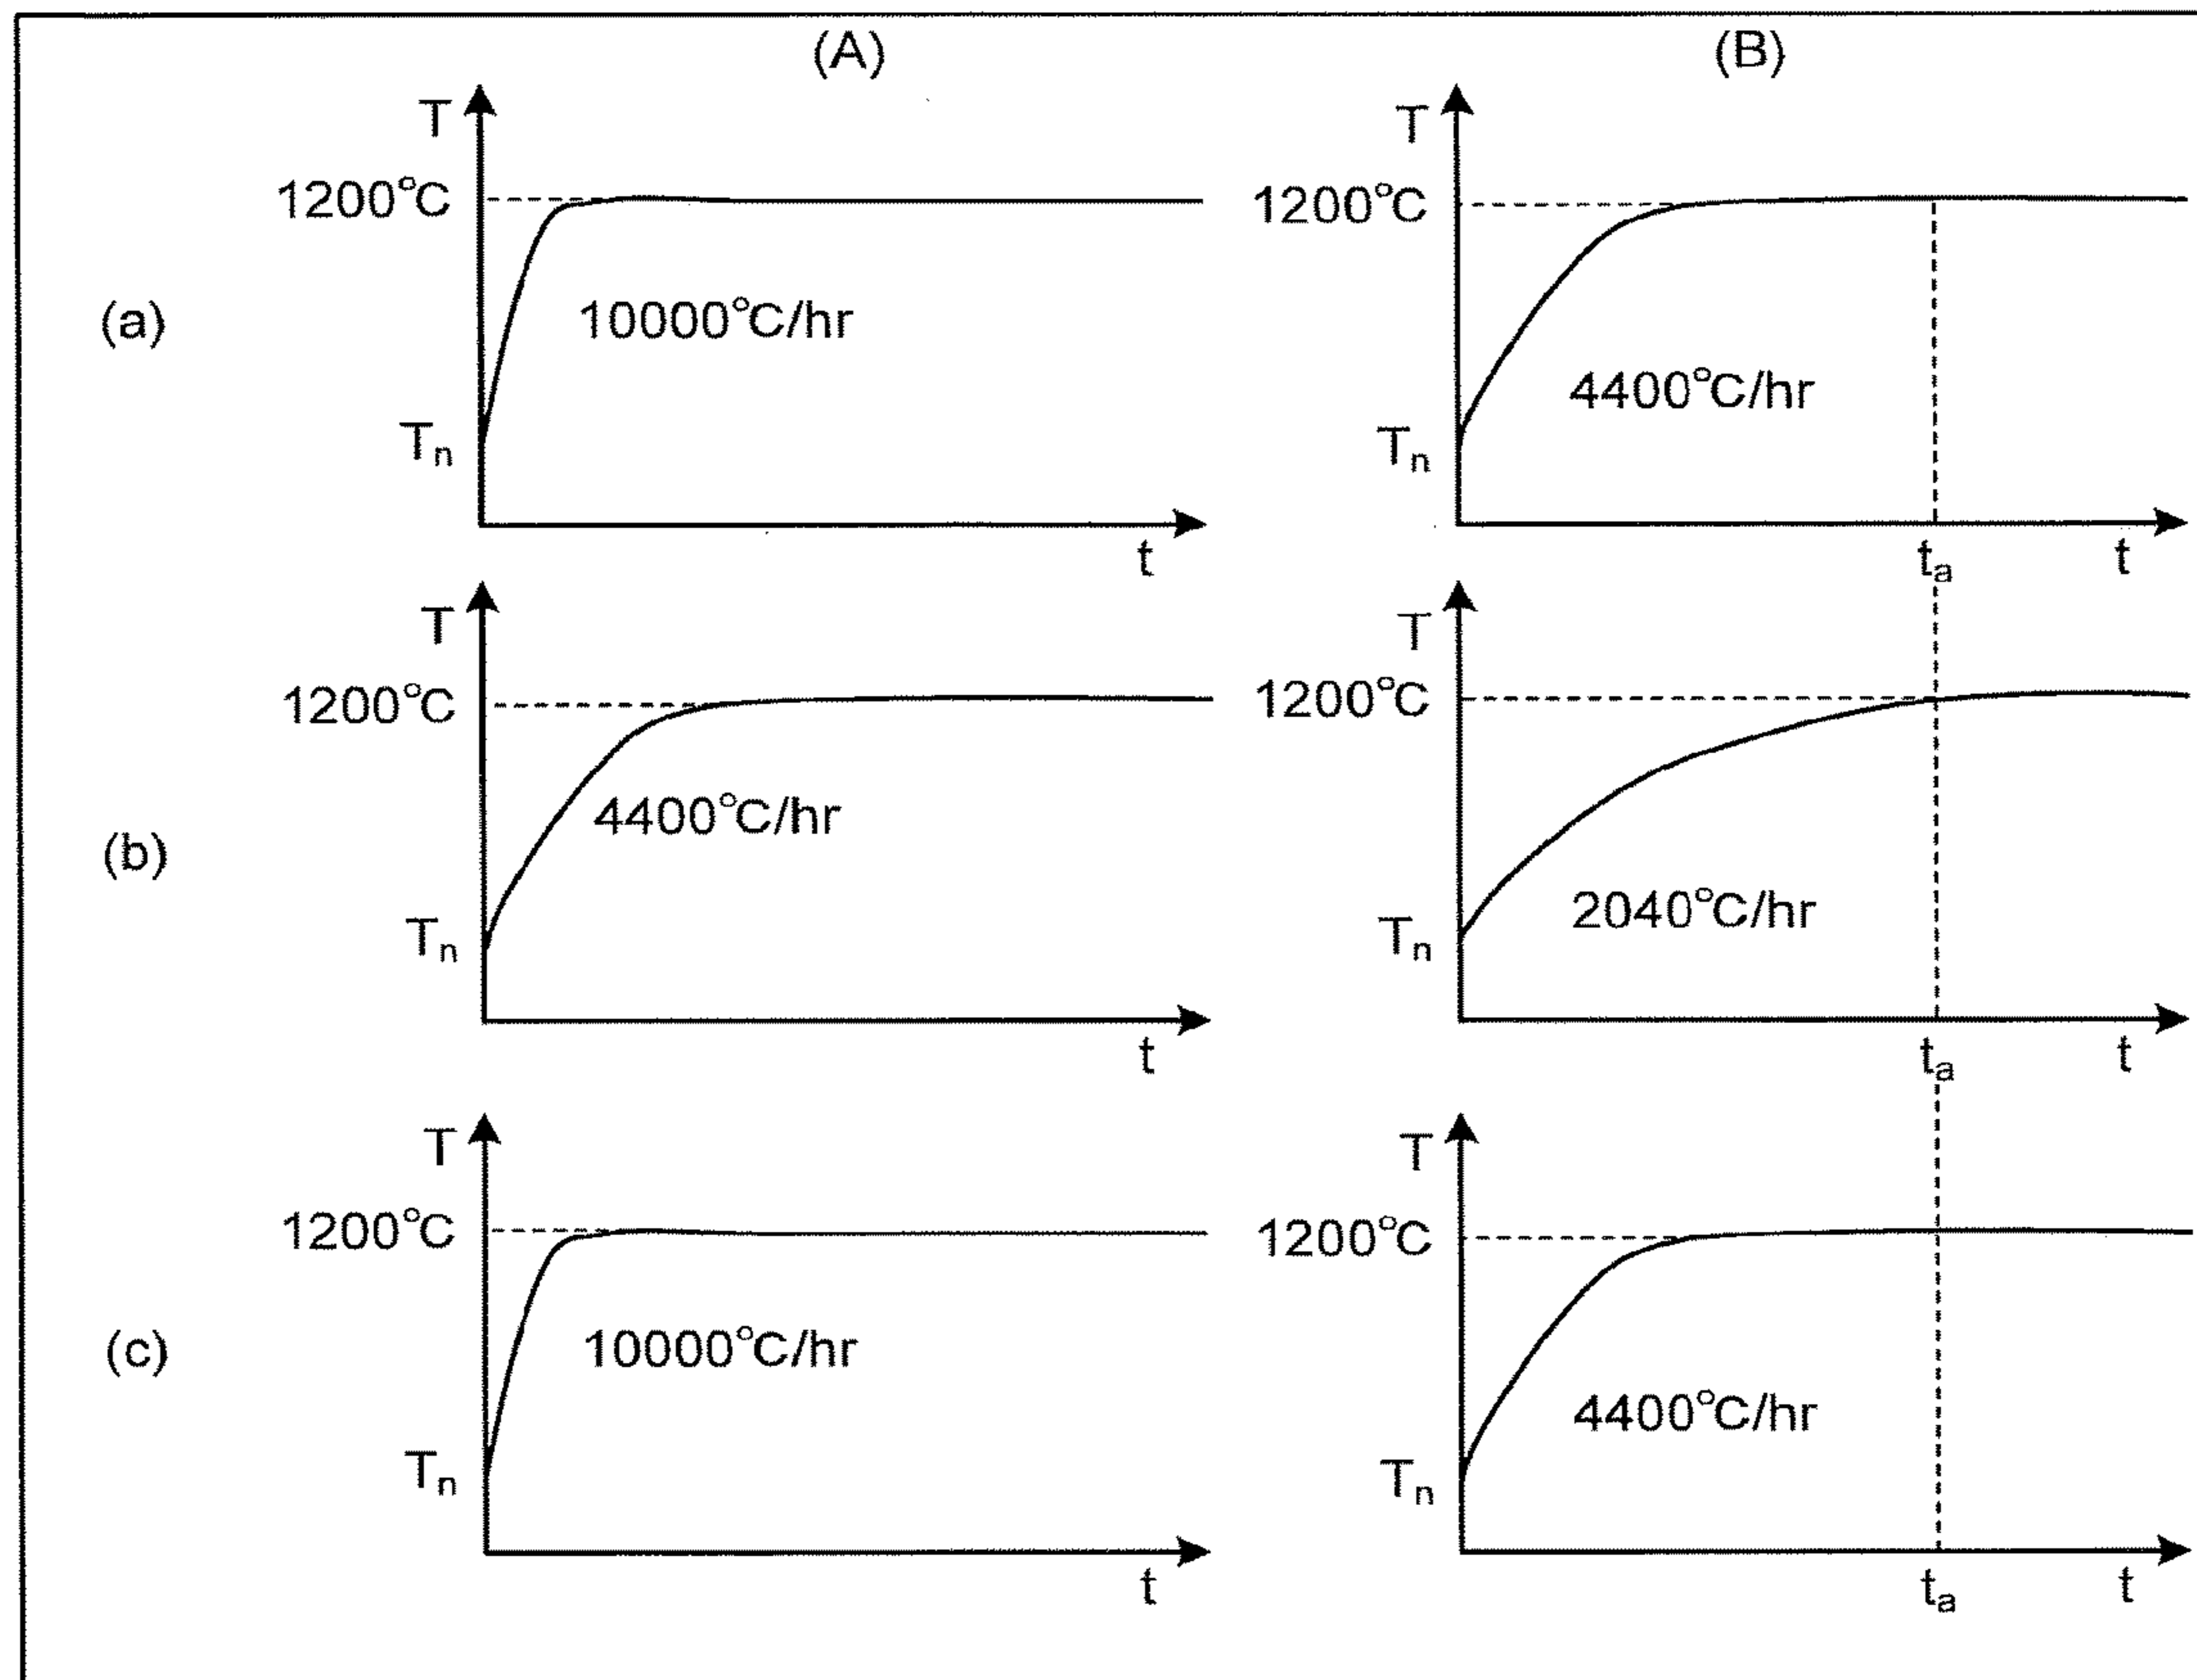 (A) (B)
T T
1200°C 1200°C
(a) 10000°C/hr 4400°C/hr
Tn Tn
t ta t
T T
1200°C 1200°C
(b) 4400°C/hr 2040°C/hr
Tn Tn
t ta t
T T
1200°C 1200°C
(c) 10000°C/hr 4400°C/hr
Tn Tn
t ta t